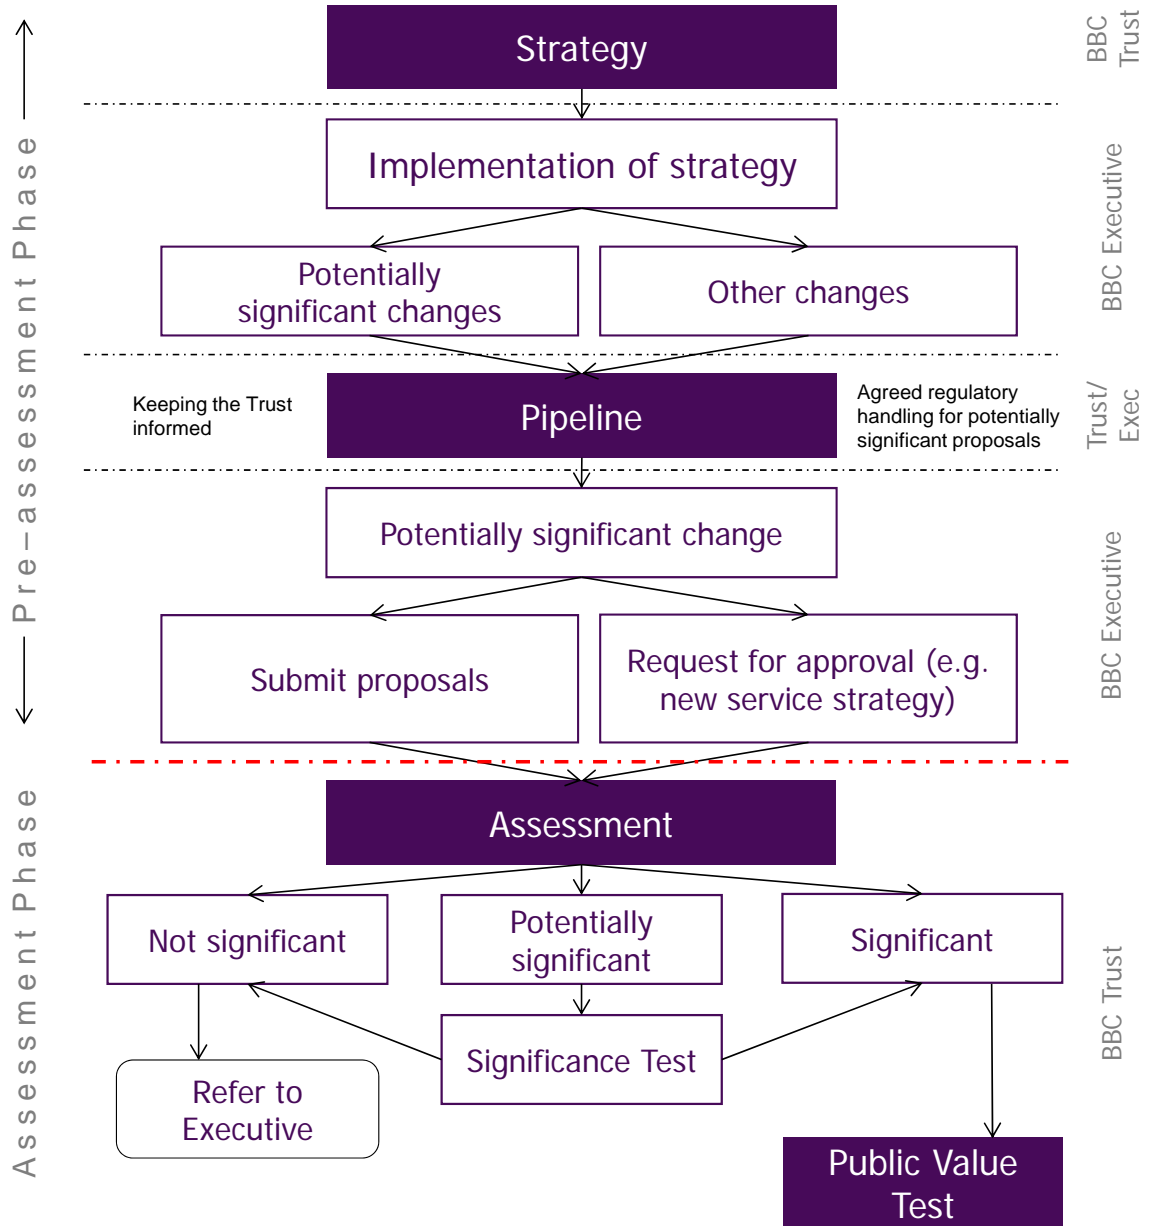 Strategy
BBC
Trust
Pre–assessment Phase
Implementation of strategy
BBC Executive
Potentially
significant changes
Other changes
Keeping the Trust
informed
Pipeline
Agreed regulatory
handling for potentially
significant proposals
Trust/
Exec
Potentially significant change
BBC Executive
Submit proposals
Request for approval (e.g.
new service strategy)
Assessment Phase
Assessment
Not significant
Potentially
significant
Significant
BBC Trust
Significance Test
Refer to
Executive
Public Value
Test